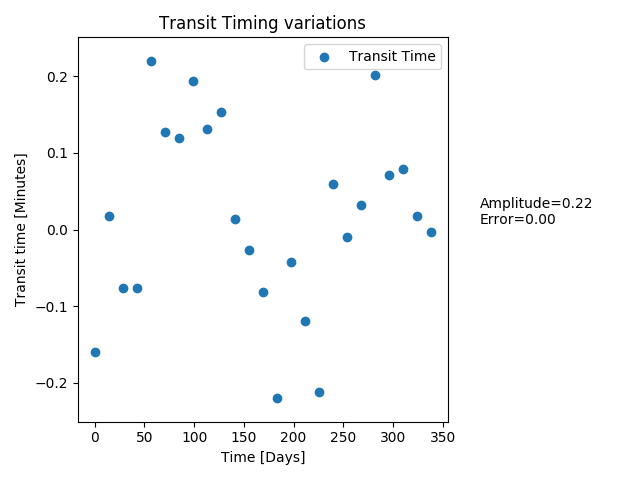 Transit Timing variations
Transit Time
Transit time [Minutes]
0.2
0.1
0.0
−0.1
−0.2
0
50
100
150
200
250
300
350
Time [Days]
Amplitude=0.22
Error=0.00